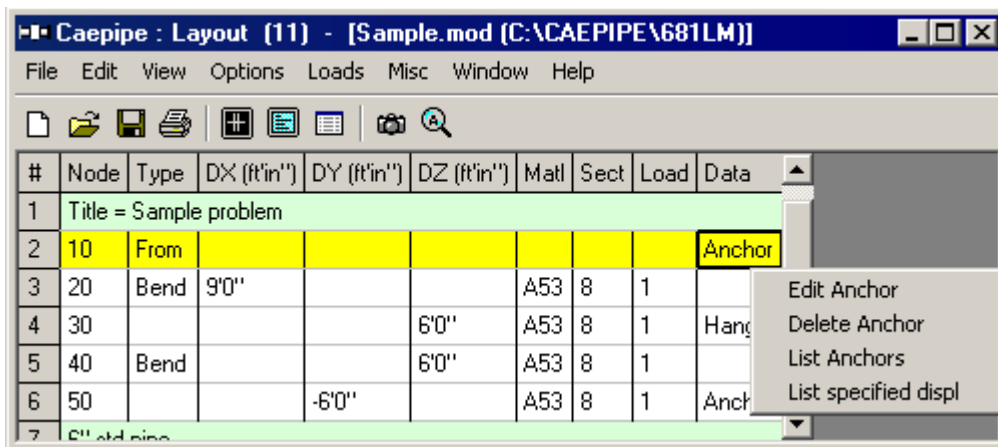 Caepipe : Layout (11) - [Sample.mod (C:\CAEPIPE\681LM)]
File Edit View Options Loads Misc Window Help
# Node Type DX (ft'in") DY (ft'in") DZ (ft'in") Matl Sect Load Data
1 Title = Sample problem
2 10 From Anchor
3 20 Bend 9'0" A53 8 1
Edit Anchor
4 30 6'0" A53 8 1 Hang
Delete Anchor
5 40 Bend 6'0" A53 8 1
List Anchors
6 50 -6'0" A53 8 1 Anch
List specified displ
7 6" std pipe